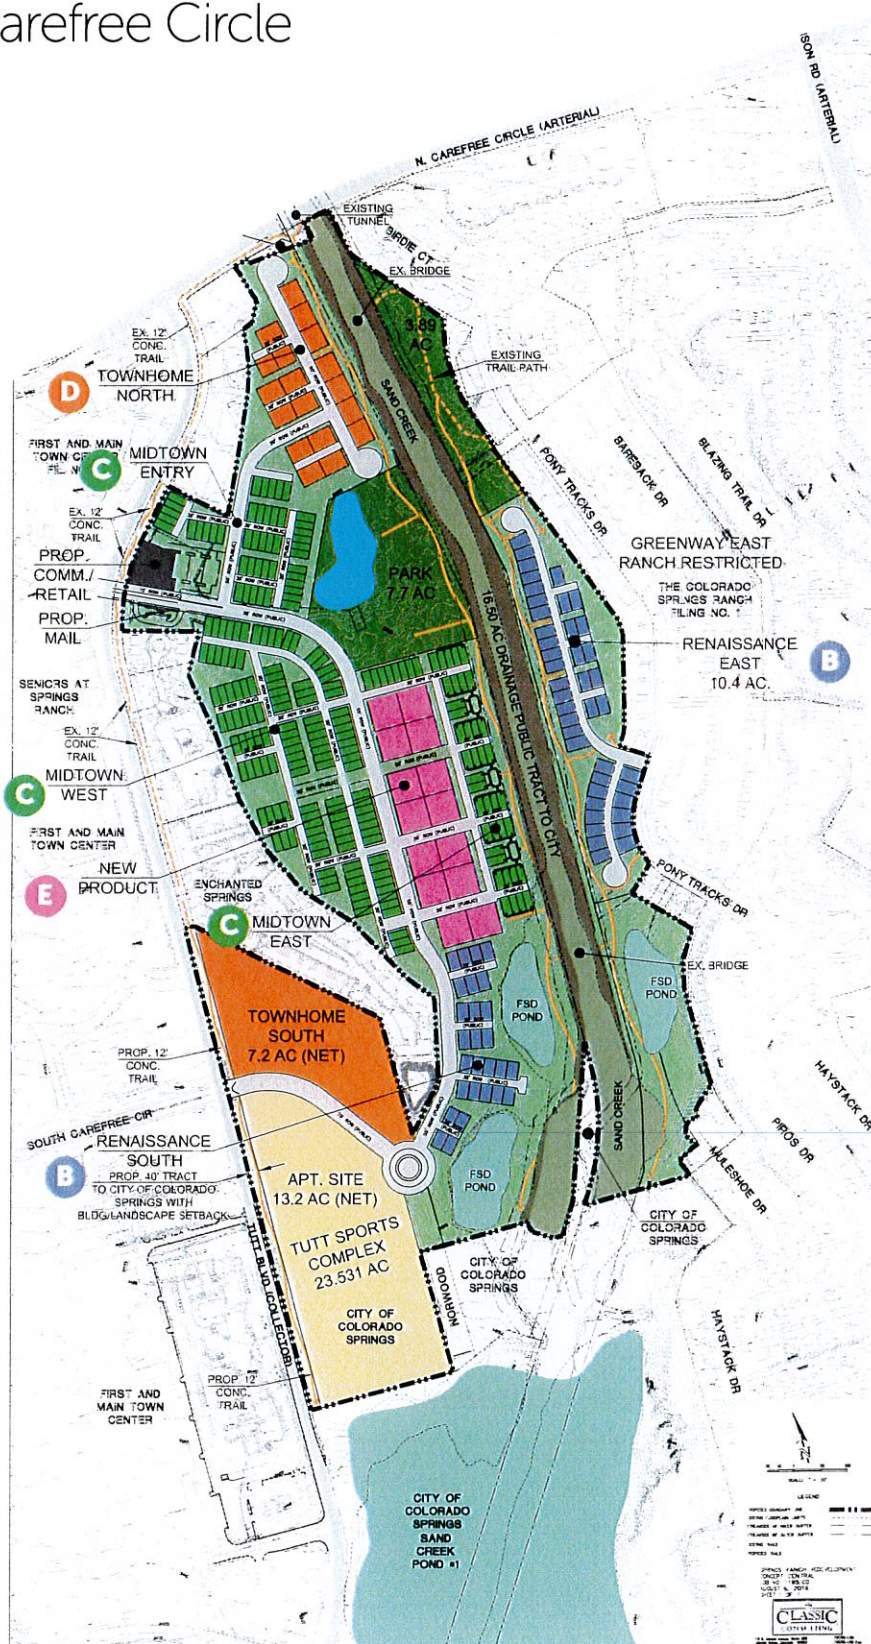 arefree Circle
ISON RD (ARTERIAL)
N. CAREFREE CIRCLE (ARTERIAL)
EXISTING
TUNNEL
BIRDIE CT
EX. BRIDGE
3.89
AC
EX. 12'
CONC.
TRAIL
EXISTING
TRAIL PATH
D
TOWNHOME
NORTH
SAND CREEK
FIRST AND MAIN
C
MIDTOWN
ENTRY
PONY TRACKS DR
BAREBACK DR
BLAZING TRAIL DR
EX. 12'
CONC.
TRAIL
GREENWAY EAST
RANCH RESTRICTED
THE COLORADO
SPRINGS RANCH
FILING NO. 1
PROP.
COMM./
RETAIL
PARK
7.7 AC
PROP.
MAIL
16.50 AC DRAINAGE PUBLIC TRACT TO CITY
RENAISSANCE
EAST
10.4 AC.
B
SENIORS AT
SPRINGS
RANCH
EX. 12'
CONC.
TRAIL
C
MIDTOWN
WEST
FIRST AND MAIN
TOWN CENTER
E
NEW
PRODUCT
ENCHANTED
SPRINGS
C
MIDTOWN
EAST
PONY TRACKS DR
EX. BRIDGE
FSD
POND
FSD
POND
TOWNHOME
SOUTH
7.2 AC (NET)
PROP. 12'
CONC.
TRAIL
SOUTH CAREFREE CIR
SAND CREEK
HAYSTACK DR
PIROS DR
MULESHOE DR
RENAISSANCE
SOUTH
B
PROP. 40' TRACT
TO CITY OF COLORADO
SPRINGS WITH
BLDG/LANDSCAPE SETBACK
APT. SITE
13.2 AC (NET)
FSD
POND
TUTT SPORTS
COMPLEX
23.531 AC
CITY OF
COLORADO
SPRINGS
CITY OF
COLORADO
SPRINGS
NORWOOD
CITY OF
COLORADO
SPRINGS
TUTT BLVD (COLLECTOR)
HAYSTACK DR
PROP. 12'
CONC.
TRAIL
FIRST AND
MAIN TOWN
CENTER
CITY OF
COLORADO
SPRINGS
SAND
CREEK
POND #1
LEGEND
CLASSIC
CONSULTING